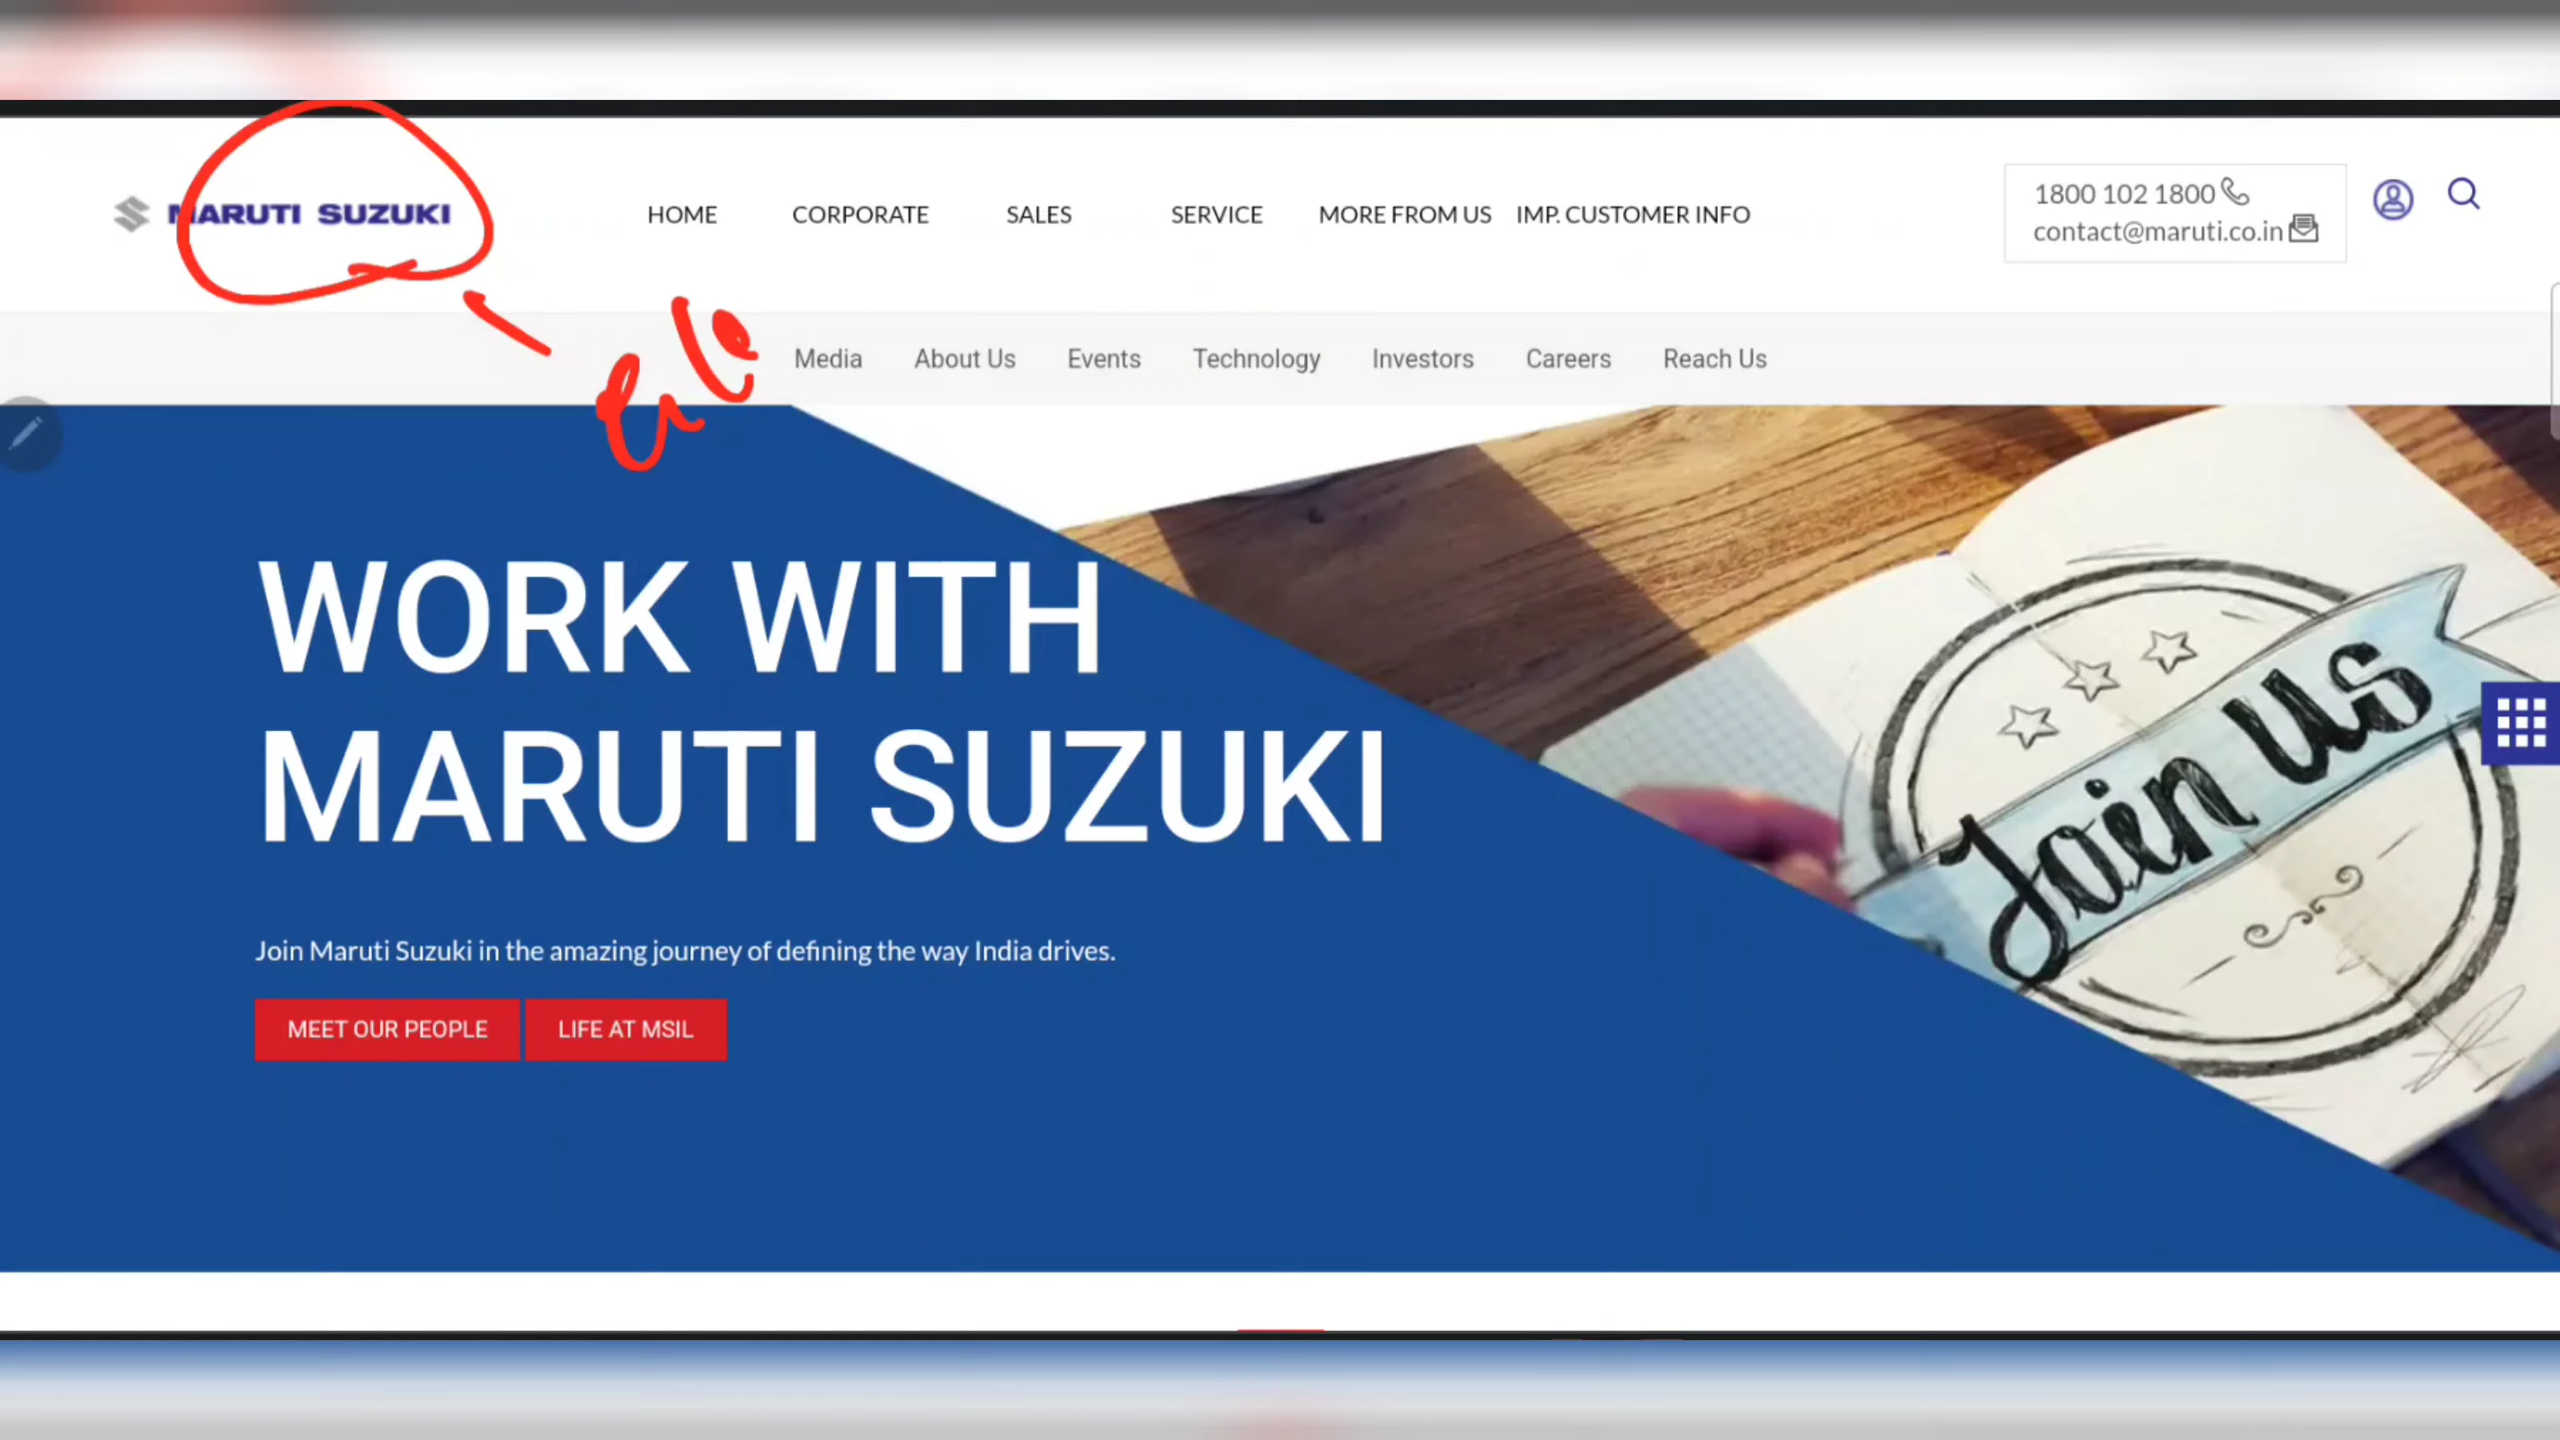 MARUTI SUZUKI
HOME CORPORATE SALES SERVICE MORE FROM US IMP. CUSTOMER INFO
1800 102 1800
contact@maruti.co.in
Media About Us Events Technology Investors Careers Reach Us
WORK WITH
MARUTI SUZUKI
Join Maruti Suzuki in the amazing journey of defining the way India drives.
MEET OUR PEOPLE LIFE AT MSIL
Join us